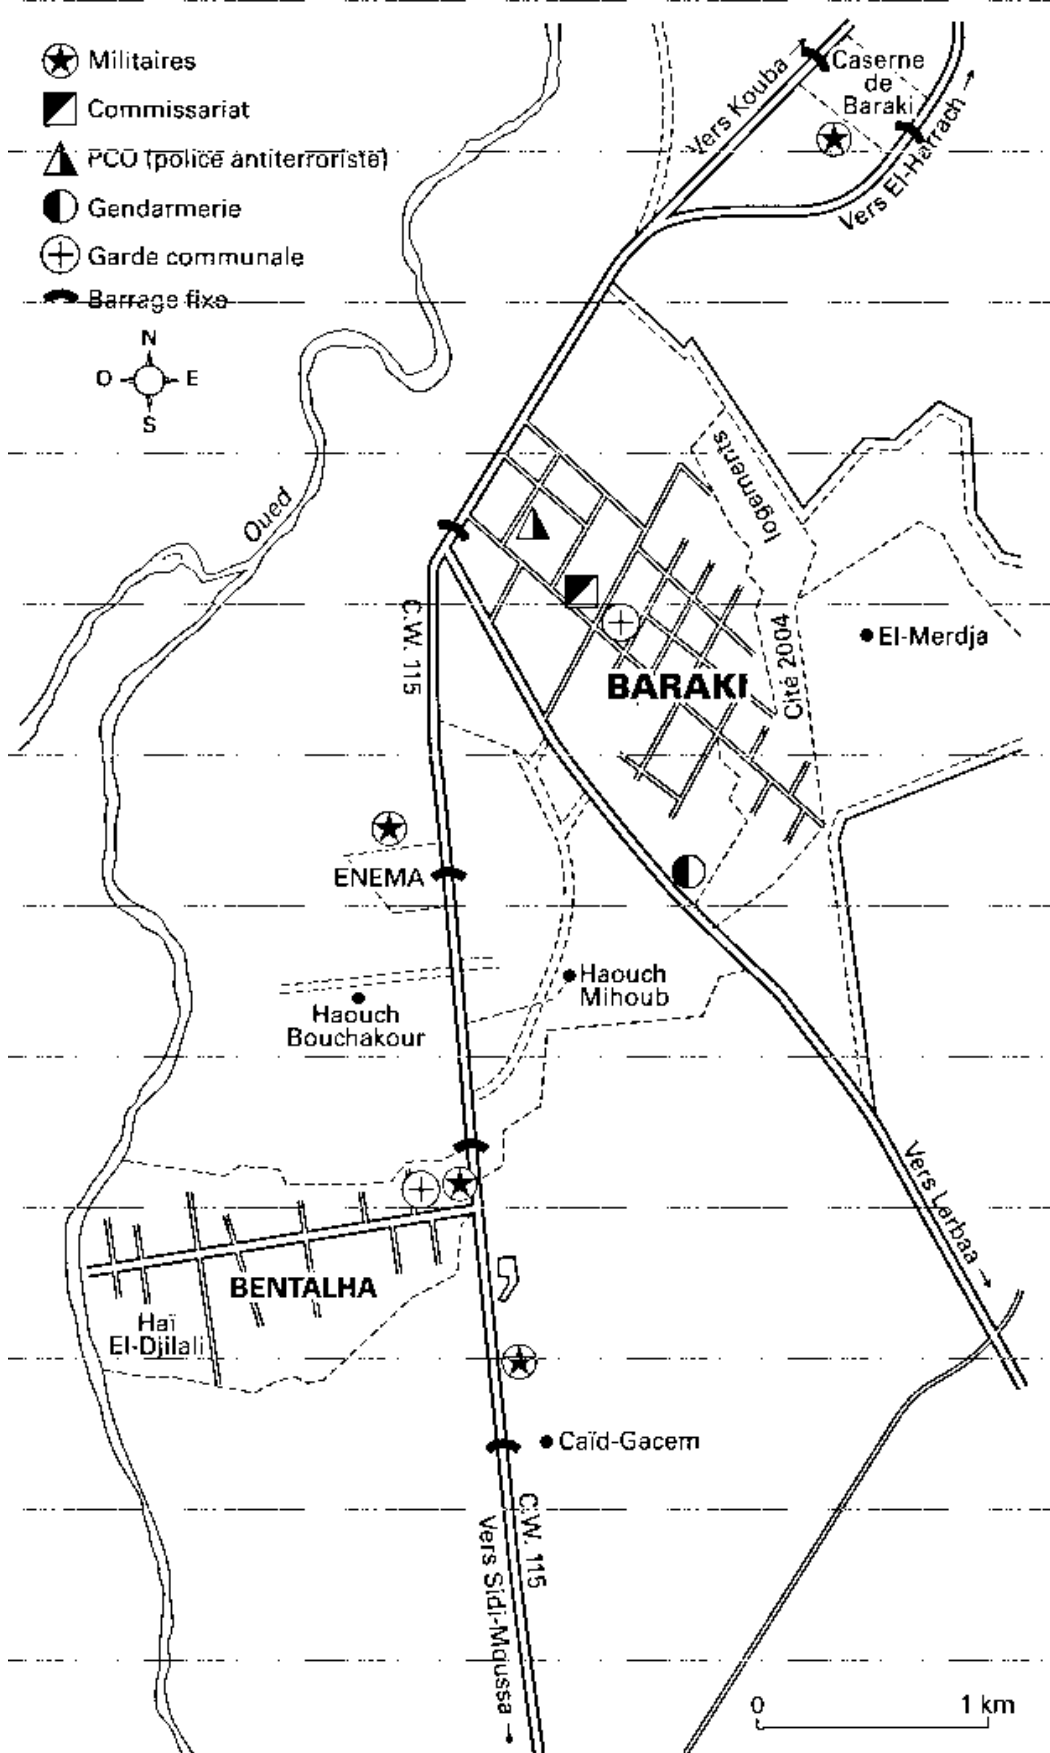 Militaires
Commissariat
PCO (police antiterroriste)
Gendarmerie
Garde communale
Barrage fixe
N
O E
S
Vers Kouba
Caserne
de
Baraki
Vers El-Harrach
Oued
logements
Cité 2004
C.W. 115
El-Merdja
BARAKI
ENEMA
Haouch
Mihoub
Haouch
Bouchakour
Vers Larbaa
BENTALHA
Haï
El-Djilali
Caïd-Gacem
C.W. 115
Vers Sidi-Moussa
0 1 km